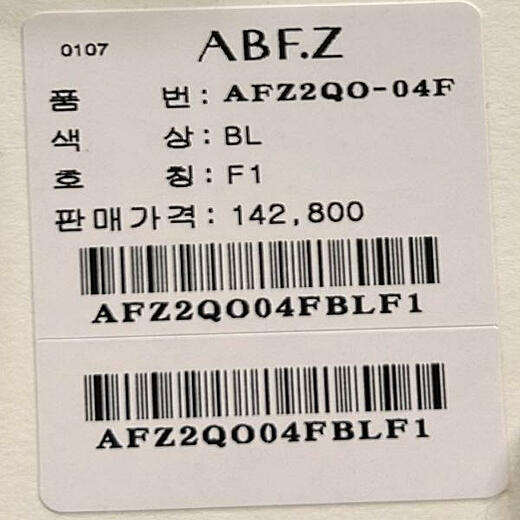 0107 ABF.Z
품 번 : AFZ2QO-04F
색 상 : BL
호 칭 : F1
판매가격 : 142,800
AFZ2QO04FBLF1
AFZ2QO04FBLF1